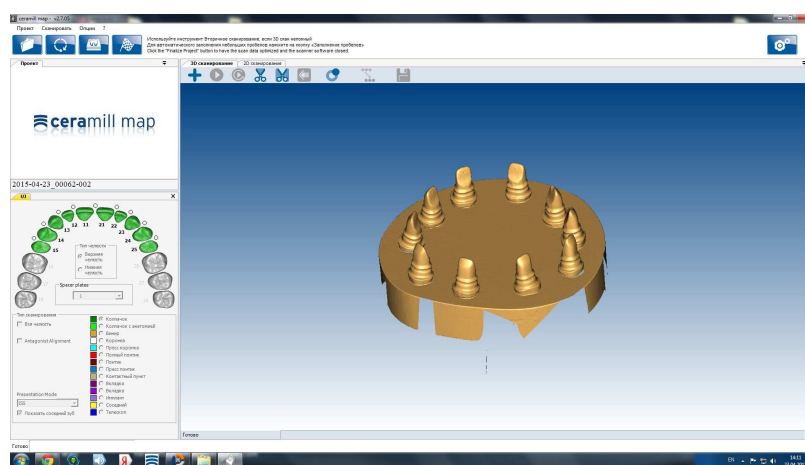 ceramill map - v2.7.05
Проект Сканировать Опции ?
Используйте инструмент Вторичное сканирование, если 3D скан неполный
Для автоматического заполнения небольших пробелов нажмите на кнопку «Заполнение пробелов»
Click the "Finalize Project" button to have the scan data optimized and the scanner software closed.
Проект
3D сканирование 2D сканирование
ceramill map
2015-04-23_00062-002
12 11 21 22
13 23
14 24
15 25
Тип челюсти
Верхняя челюсть
Нижняя челюсть
Spacer plates
1
Тип сканирования
Вся челюсть
Antagonist Alignment
Колпачок
Колпачок с анатомией
Винир
Коронка
Пресс коронка
Полный понтик
Понтик
Пресс понтик
Контактный пункт
Вкладка
Вкладка
Имплант
Соседний
Телескоп
Presentation Mode
Показать соседний зуб
Готово
Готово
EN
14:11